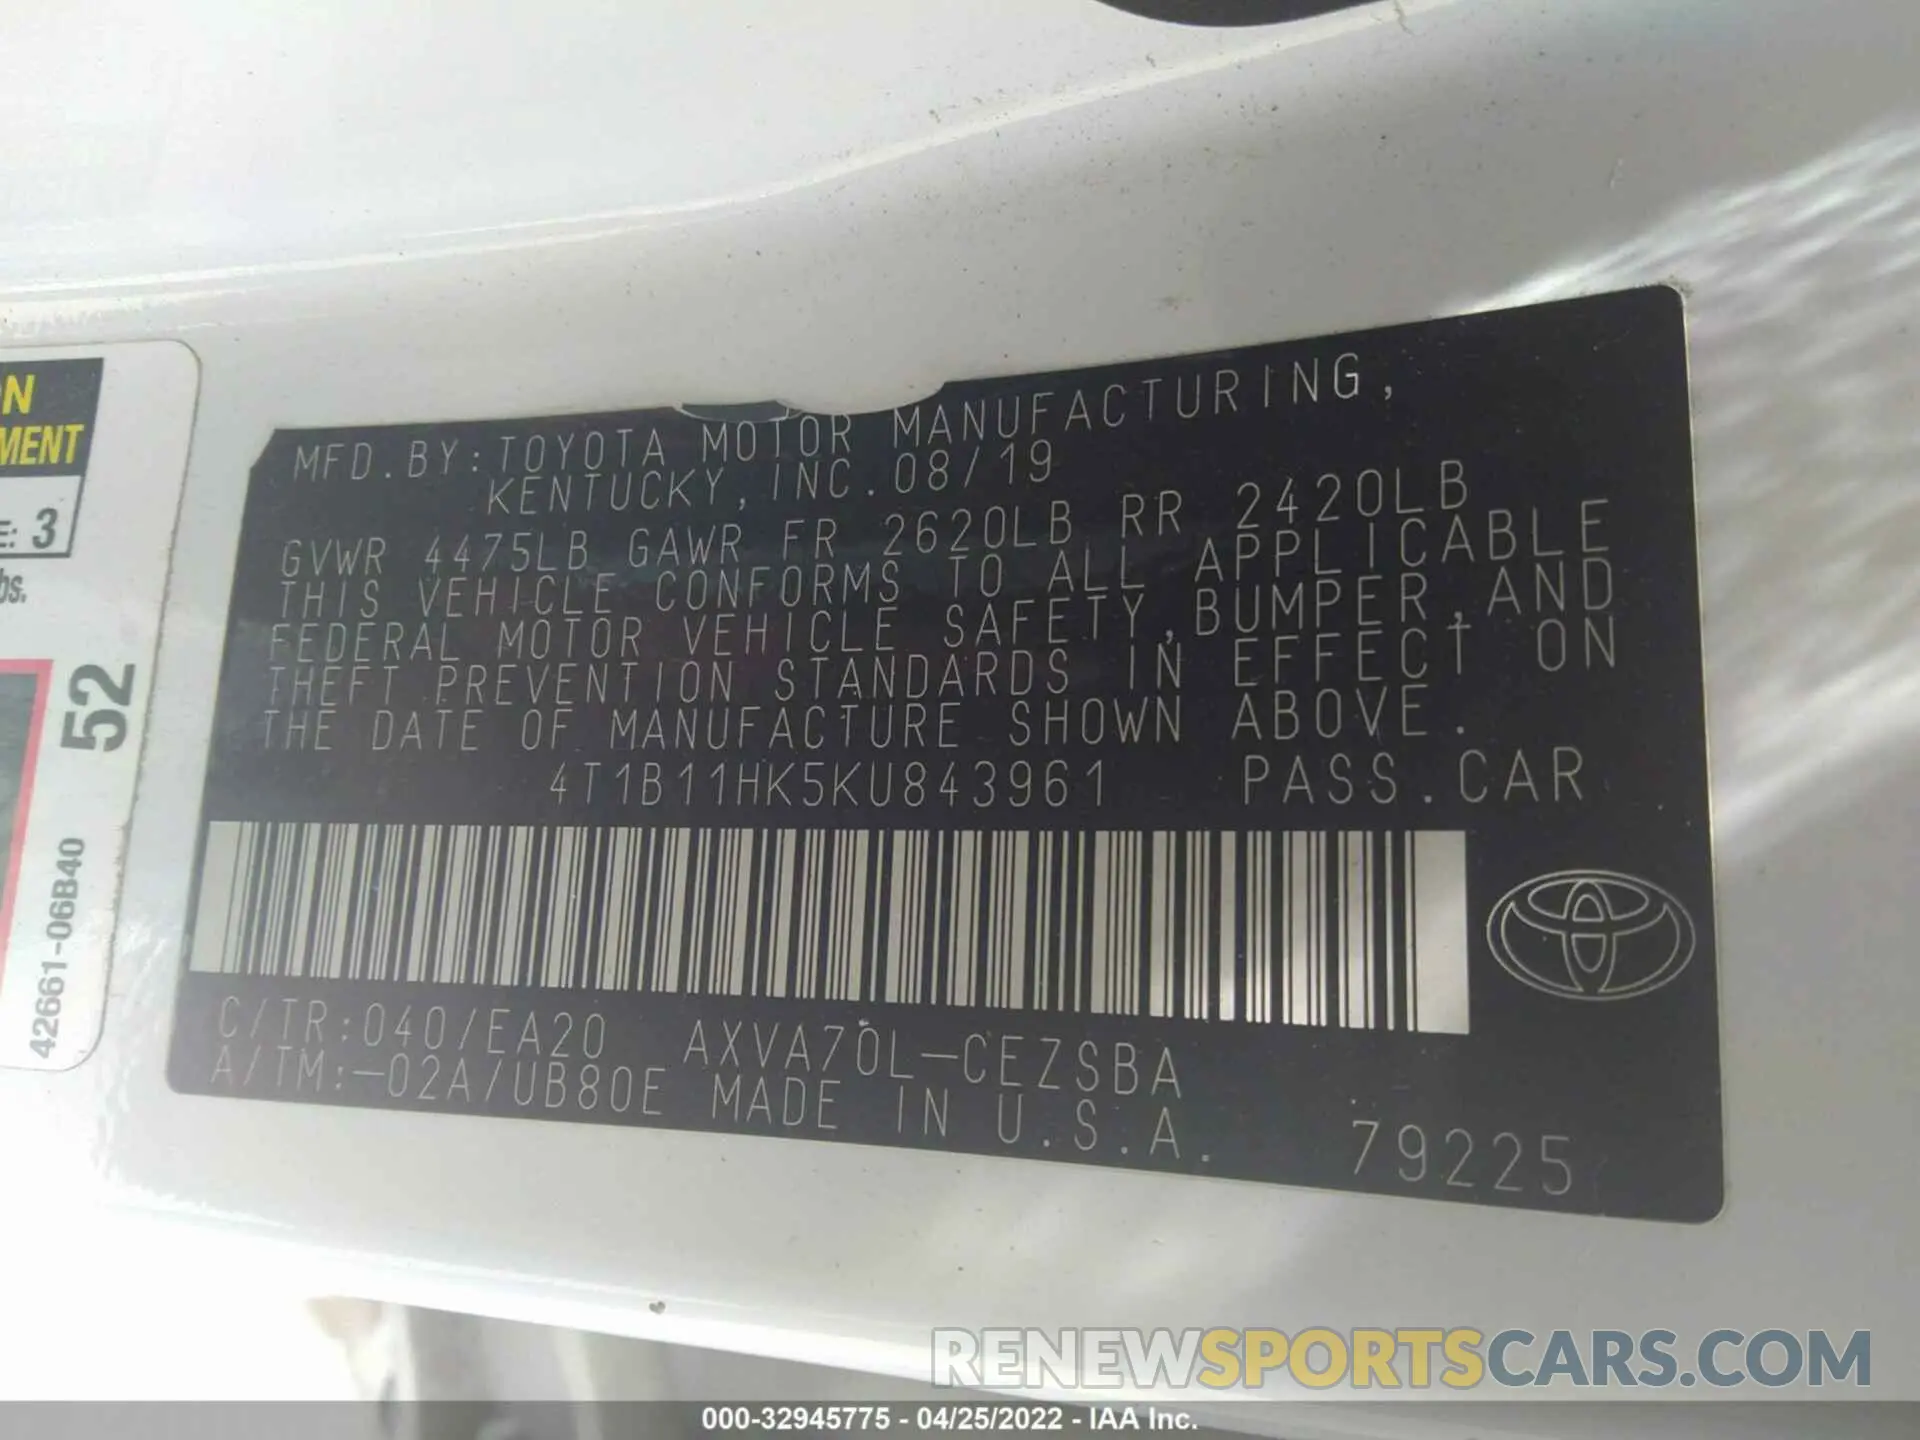 ON
MENT
E: 3
bs.
52
42661-06B40
MFD.BY:TOYOTA MOTOR MANUFACTURING,
KENTUCKY,INC.08/19
GVWR 4475LB GAWR FR 2620LB RR 2420LB
THIS VEHICLE CONFORMS TO ALL APPLICABLE
FEDERAL MOTOR VEHICLE SAFETY,BUMPER,AND
THEFT PREVENTION STANDARDS IN EFFECT ON
THE DATE OF MANUFACTURE SHOWN ABOVE.
4T1B11HK5KU843961 PASS.CAR
C/TR:040/EA20 AXVA70L-CEZSBA
A/TM:-02A/UB80E MADE IN U.S.A.
79225
RENEWSPORTSCARS.COM
000-32945775 - 04/25/2022 - IAA Inc.